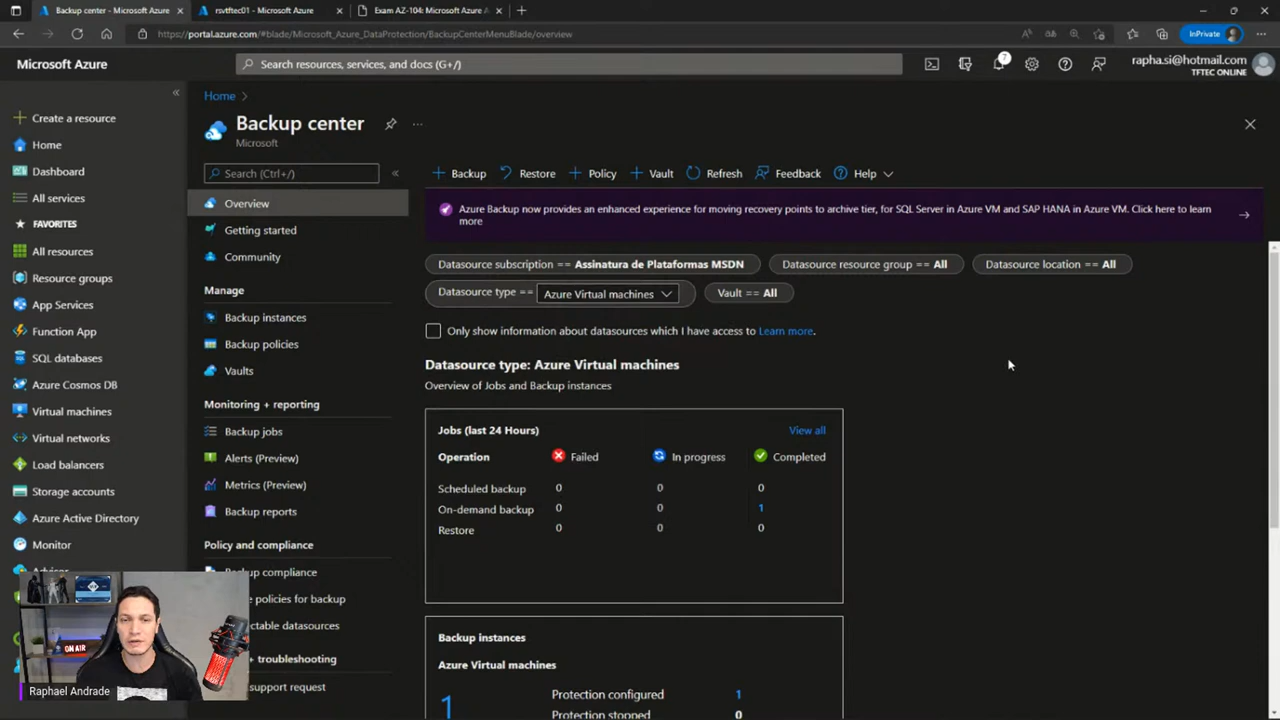 Backup center - Microsoft Azure
rsvtftec01 - Microsoft Azure
Exam AZ-104: Microsoft Azure A
https://portal.azure.com/#blade/Microsoft_Azure_DataProtection/BackupCenterMenuBlade/overview
InPrivate
Microsoft Azure
Search resources, services, and docs (G+/)
7
rapha.si@hotmail.com
TFTEC ONLINE
Create a resource
Home
Dashboard
All services
FAVORITES
All resources
Resource groups
App Services
Function App
SQL databases
Azure Cosmos DB
Virtual machines
Virtual networks
Load balancers
Storage accounts
Azure Active Directory
Monitor
Home
Backup center
Microsoft
Search (Ctrl+/)
Overview
Getting started
Community
Manage
Backup instances
Backup policies
Vaults
Monitoring + reporting
Backup jobs
Alerts (Preview)
Metrics (Preview)
Backup reports
Policy and compliance
Backup compliance
policies for backup
ctable datasources
+ troubleshooting
support request
Backup
Restore
Policy
Vault
Refresh
Feedback
Help
Azure Backup now provides an enhanced experience for moving recovery points to archive tier, for SQL Server in Azure VM and SAP HANA in Azure VM. Click here to learn
more
Datasource subscription == Assinatura de Plataformas MSDN
Datasource resource group == All
Datasource location == All
Datasource type == Azure Virtual machines
Vault == All
Only show information about datasources which I have access to Learn more.
Datasource type: Azure Virtual machines
Overview of Jobs and Backup instances
Jobs (last 24 Hours) View all
Operation Failed In progress Completed
Scheduled backup 0 0 0
On-demand backup 0 0 1
Restore 0 0 0
Backup instances
Azure Virtual machines
1
Protection configured 1
Protection stopped 0
ON AIR
Raphael Andrade